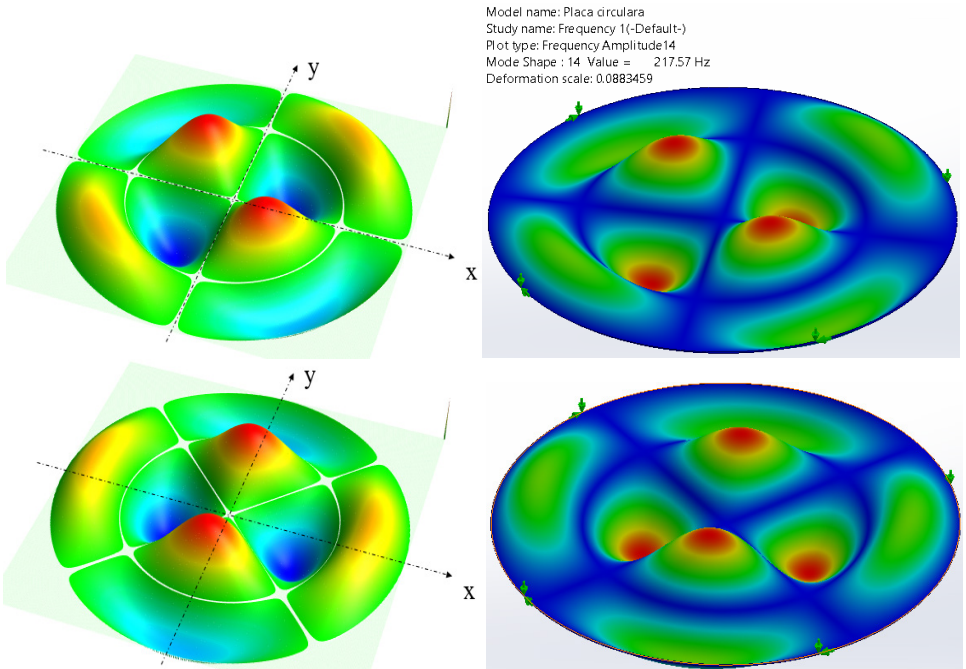 Model name: Placa circulara
Study name: Frequency 1(-Default-)
Plot type: Frequency Amplitude14
Mode Shape : 14 Value = 217.57 Hz
Deformation scale: 0.0883459
y
x
y
x